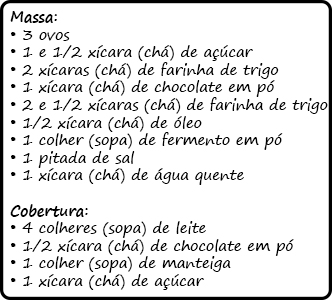 Massa:
• 3 ovos
• 1 e 1/2 xícara (chá) de açúcar
• 2 xícaras (chá) de farinha de trigo
• 1 xícara (chá) de chocolate em pó
• 2 e 1/2 xícaras (chá) de farinha de trigo
• 1/2 xícara (chá) de óleo
• 1 colher (sopa) de fermento em pó
• 1 pitada de sal
• 1 xícara (chá) de água quente
Cobertura:
• 4 colheres (sopa) de leite
• 1/2 xícara (chá) de chocolate em pó
• 1 colher (sopa) de manteiga
• 1 xícara (chá) de açúcar